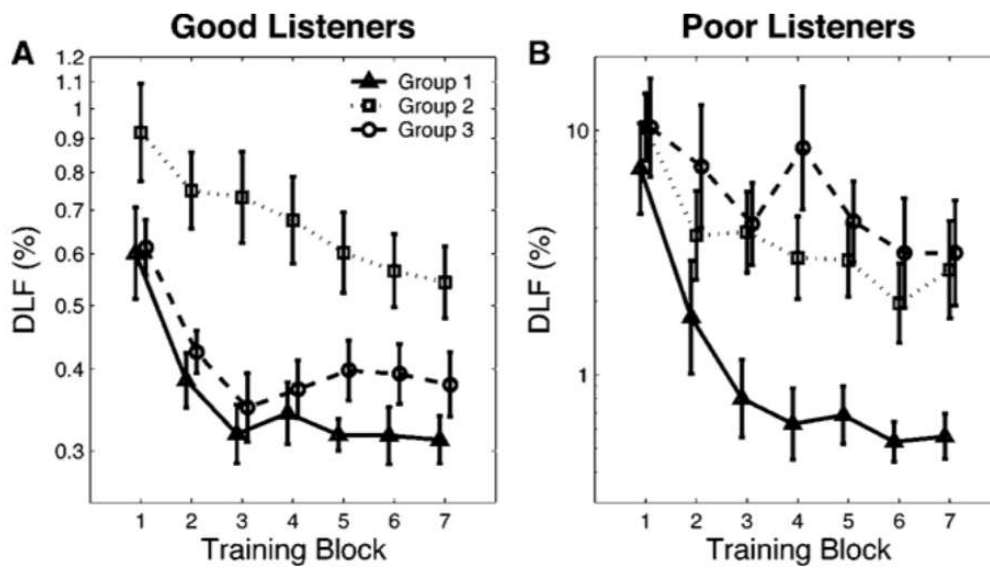 Good Listeners
Poor Listeners
A
B
Group 1
Group 2
Group 3
1.2
1.1
1
0.9
0.8
0.7
0.6
0.5
0.4
0.3
DLF (%)
1 2 3 4 5 6 7
Training Block
10
1
DLF (%)
1 2 3 4 5 6 7
Training Block